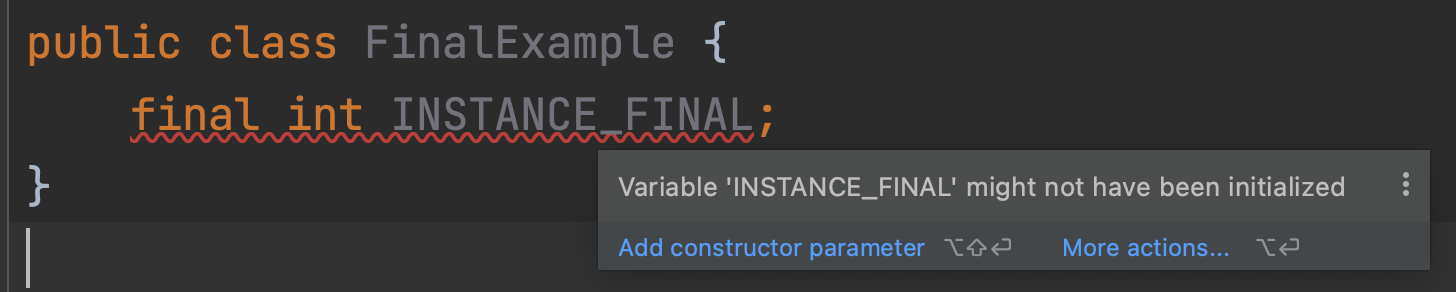 public class FinalExample {
final int INSTANCE_FINAL;
}
Variable 'INSTANCE_FINAL' might not have been initialized
Add constructor parameter ⌥⇧⏎ More actions... ⌥⏎